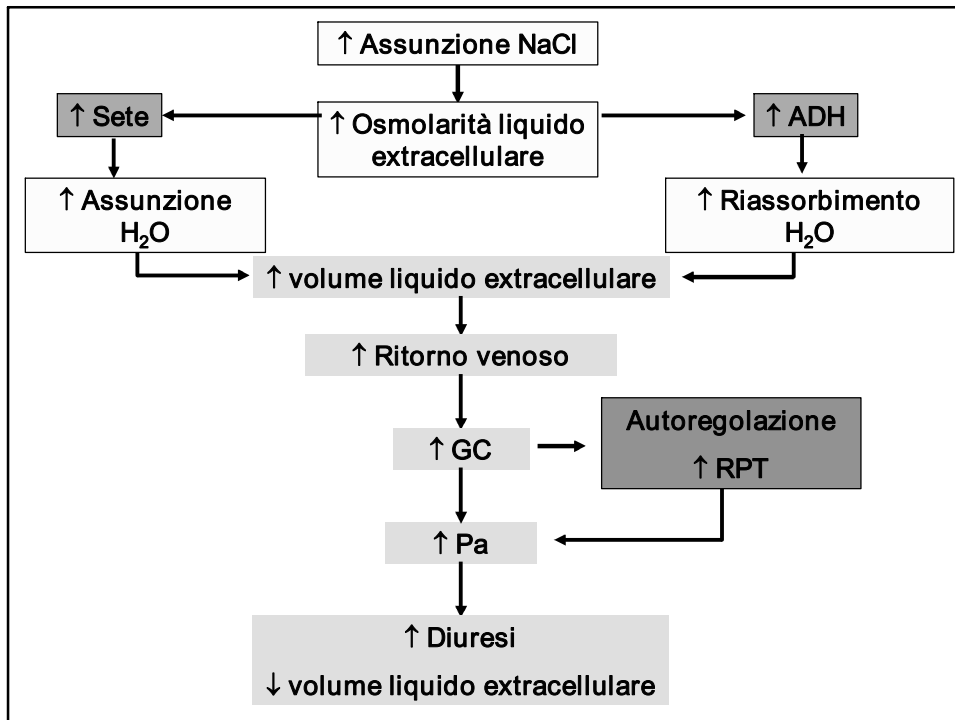 ↑ Assunzione NaCl
↑ Sete
↑ Osmolarità liquido
extracellulare
↑ ADH
↑ Assunzione
H₂O
↑ Riassorbimento
H₂O
↑ volume liquido extracellulare
↑ Ritorno venoso
↑ GC
Autoregolazione
↑ RPT
↑ Pa
↑ Diuresi
↓ volume liquido extracellulare